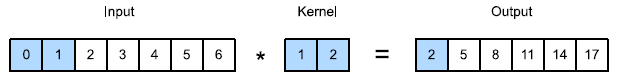 Input Kernel Output
0 1 2 3 4 5 6 * 1 2 = 2 5 8 11 14 17